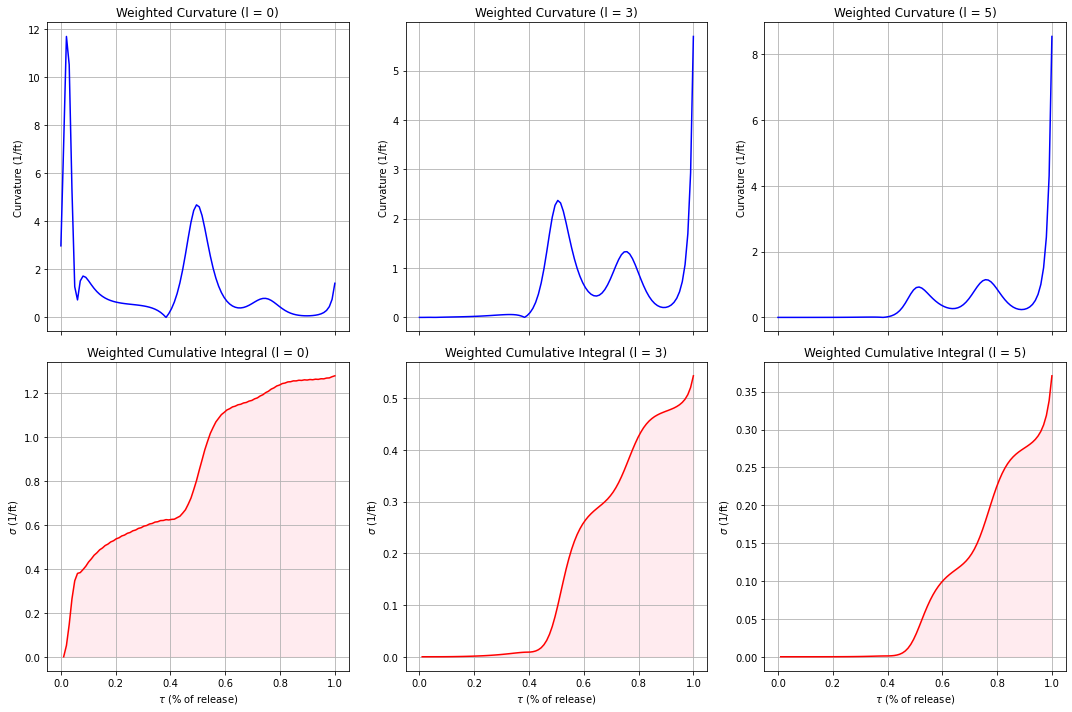 Weighted Curvature (l = 0)
Weighted Curvature (l = 3)
Weighted Curvature (l = 5)
Curvature (1/ft)
12
10
8
6
4
2
0
Curvature (1/ft)
5
4
3
2
1
0
Curvature (1/ft)
8
6
4
2
0
Weighted Cumulative Integral (l = 0)
Weighted Cumulative Integral (l = 3)
Weighted Cumulative Integral (l = 5)
σ (1/ft)
1.2
1.0
0.8
0.6
0.4
0.2
0.0
σ (1/ft)
0.5
0.4
0.3
0.2
0.1
0.0
σ (1/ft)
0.35
0.30
0.25
0.20
0.15
0.10
0.05
0.00
0.0 0.2 0.4 0.6 0.8 1.0
0.0 0.2 0.4 0.6 0.8 1.0
0.0 0.2 0.4 0.6 0.8 1.0
τ (% of release)
τ (% of release)
τ (% of release)